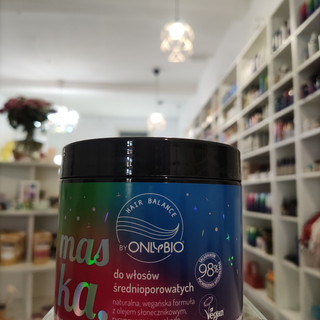 HAIR BALANCE
BY ONLYBIO
mas
ka.
do włosów
średnioporowatych
naturalna, wegańska formuła
z olejem słonecznikowym,
98%
Vegan